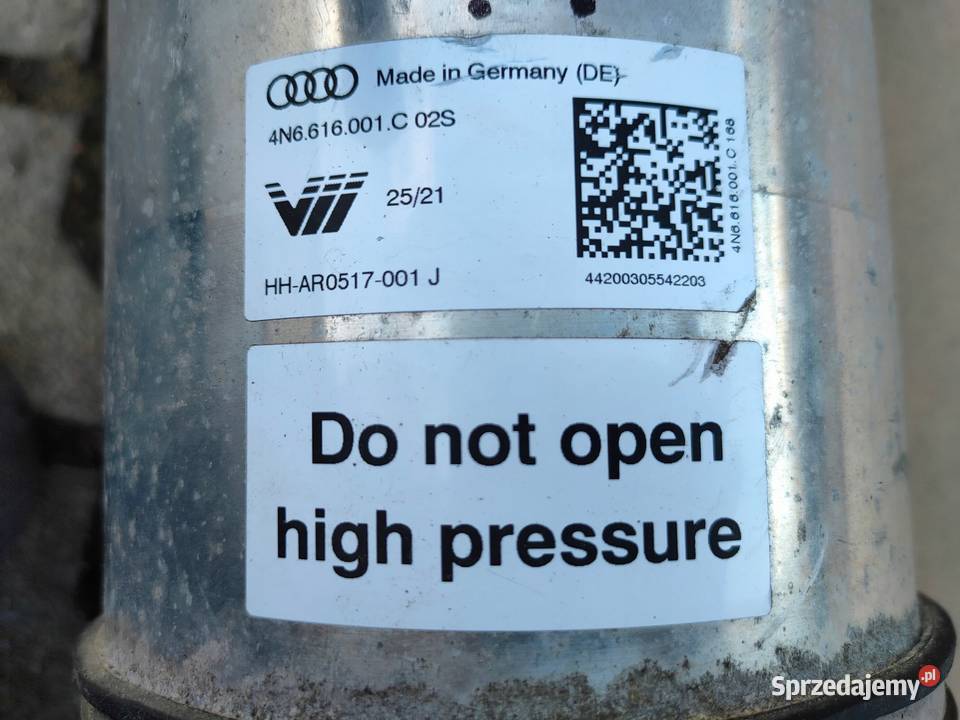 Made in Germany (DE)
4N6.616.001.C 02S
25/21
HH-AR0517-001 J
4N6.616.001.C 168
44200305542203
Do not open
high pressure
Sprzedajemy.pl